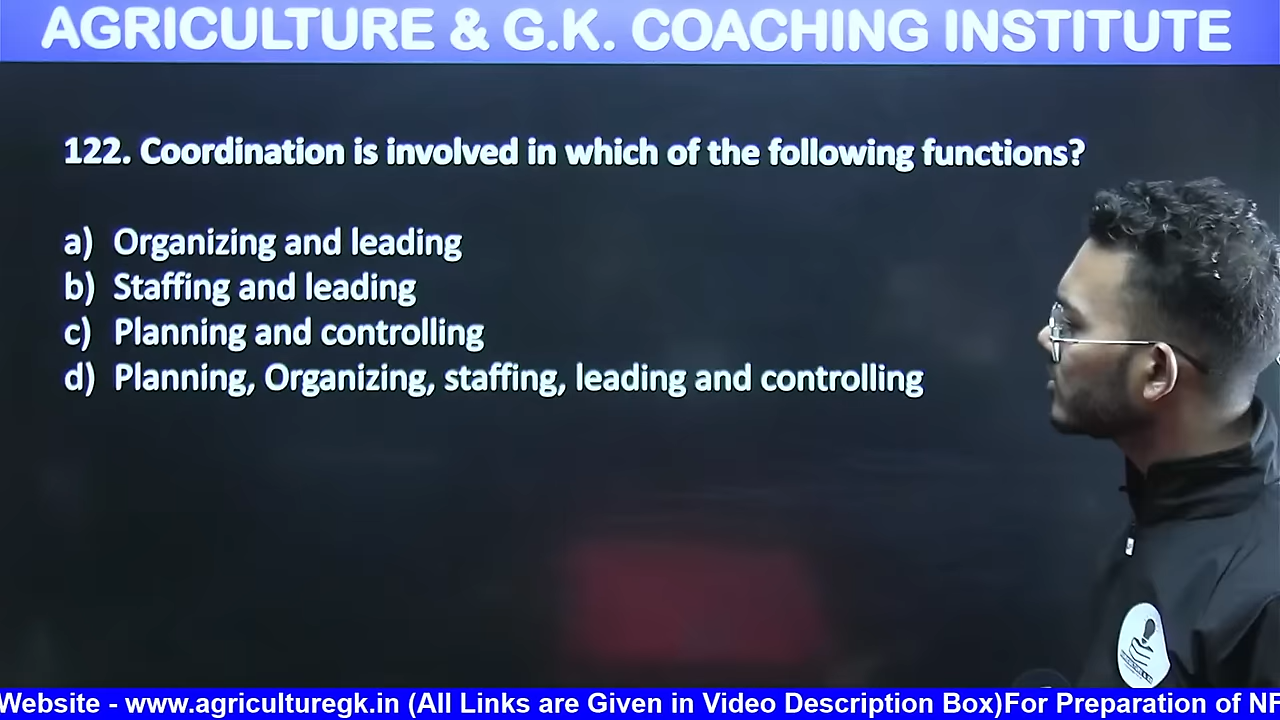 AGRICULTURE & G.K. COACHING INSTITUTE
122. Coordination is involved in which of the following functions?
a) Organizing and leading
b) Staffing and leading
c) Planning and controlling
d) Planning, Organizing, staffing, leading and controlling
Website - www.agriculturegk.in (All Links are Given in Video Description Box)For Preparation of